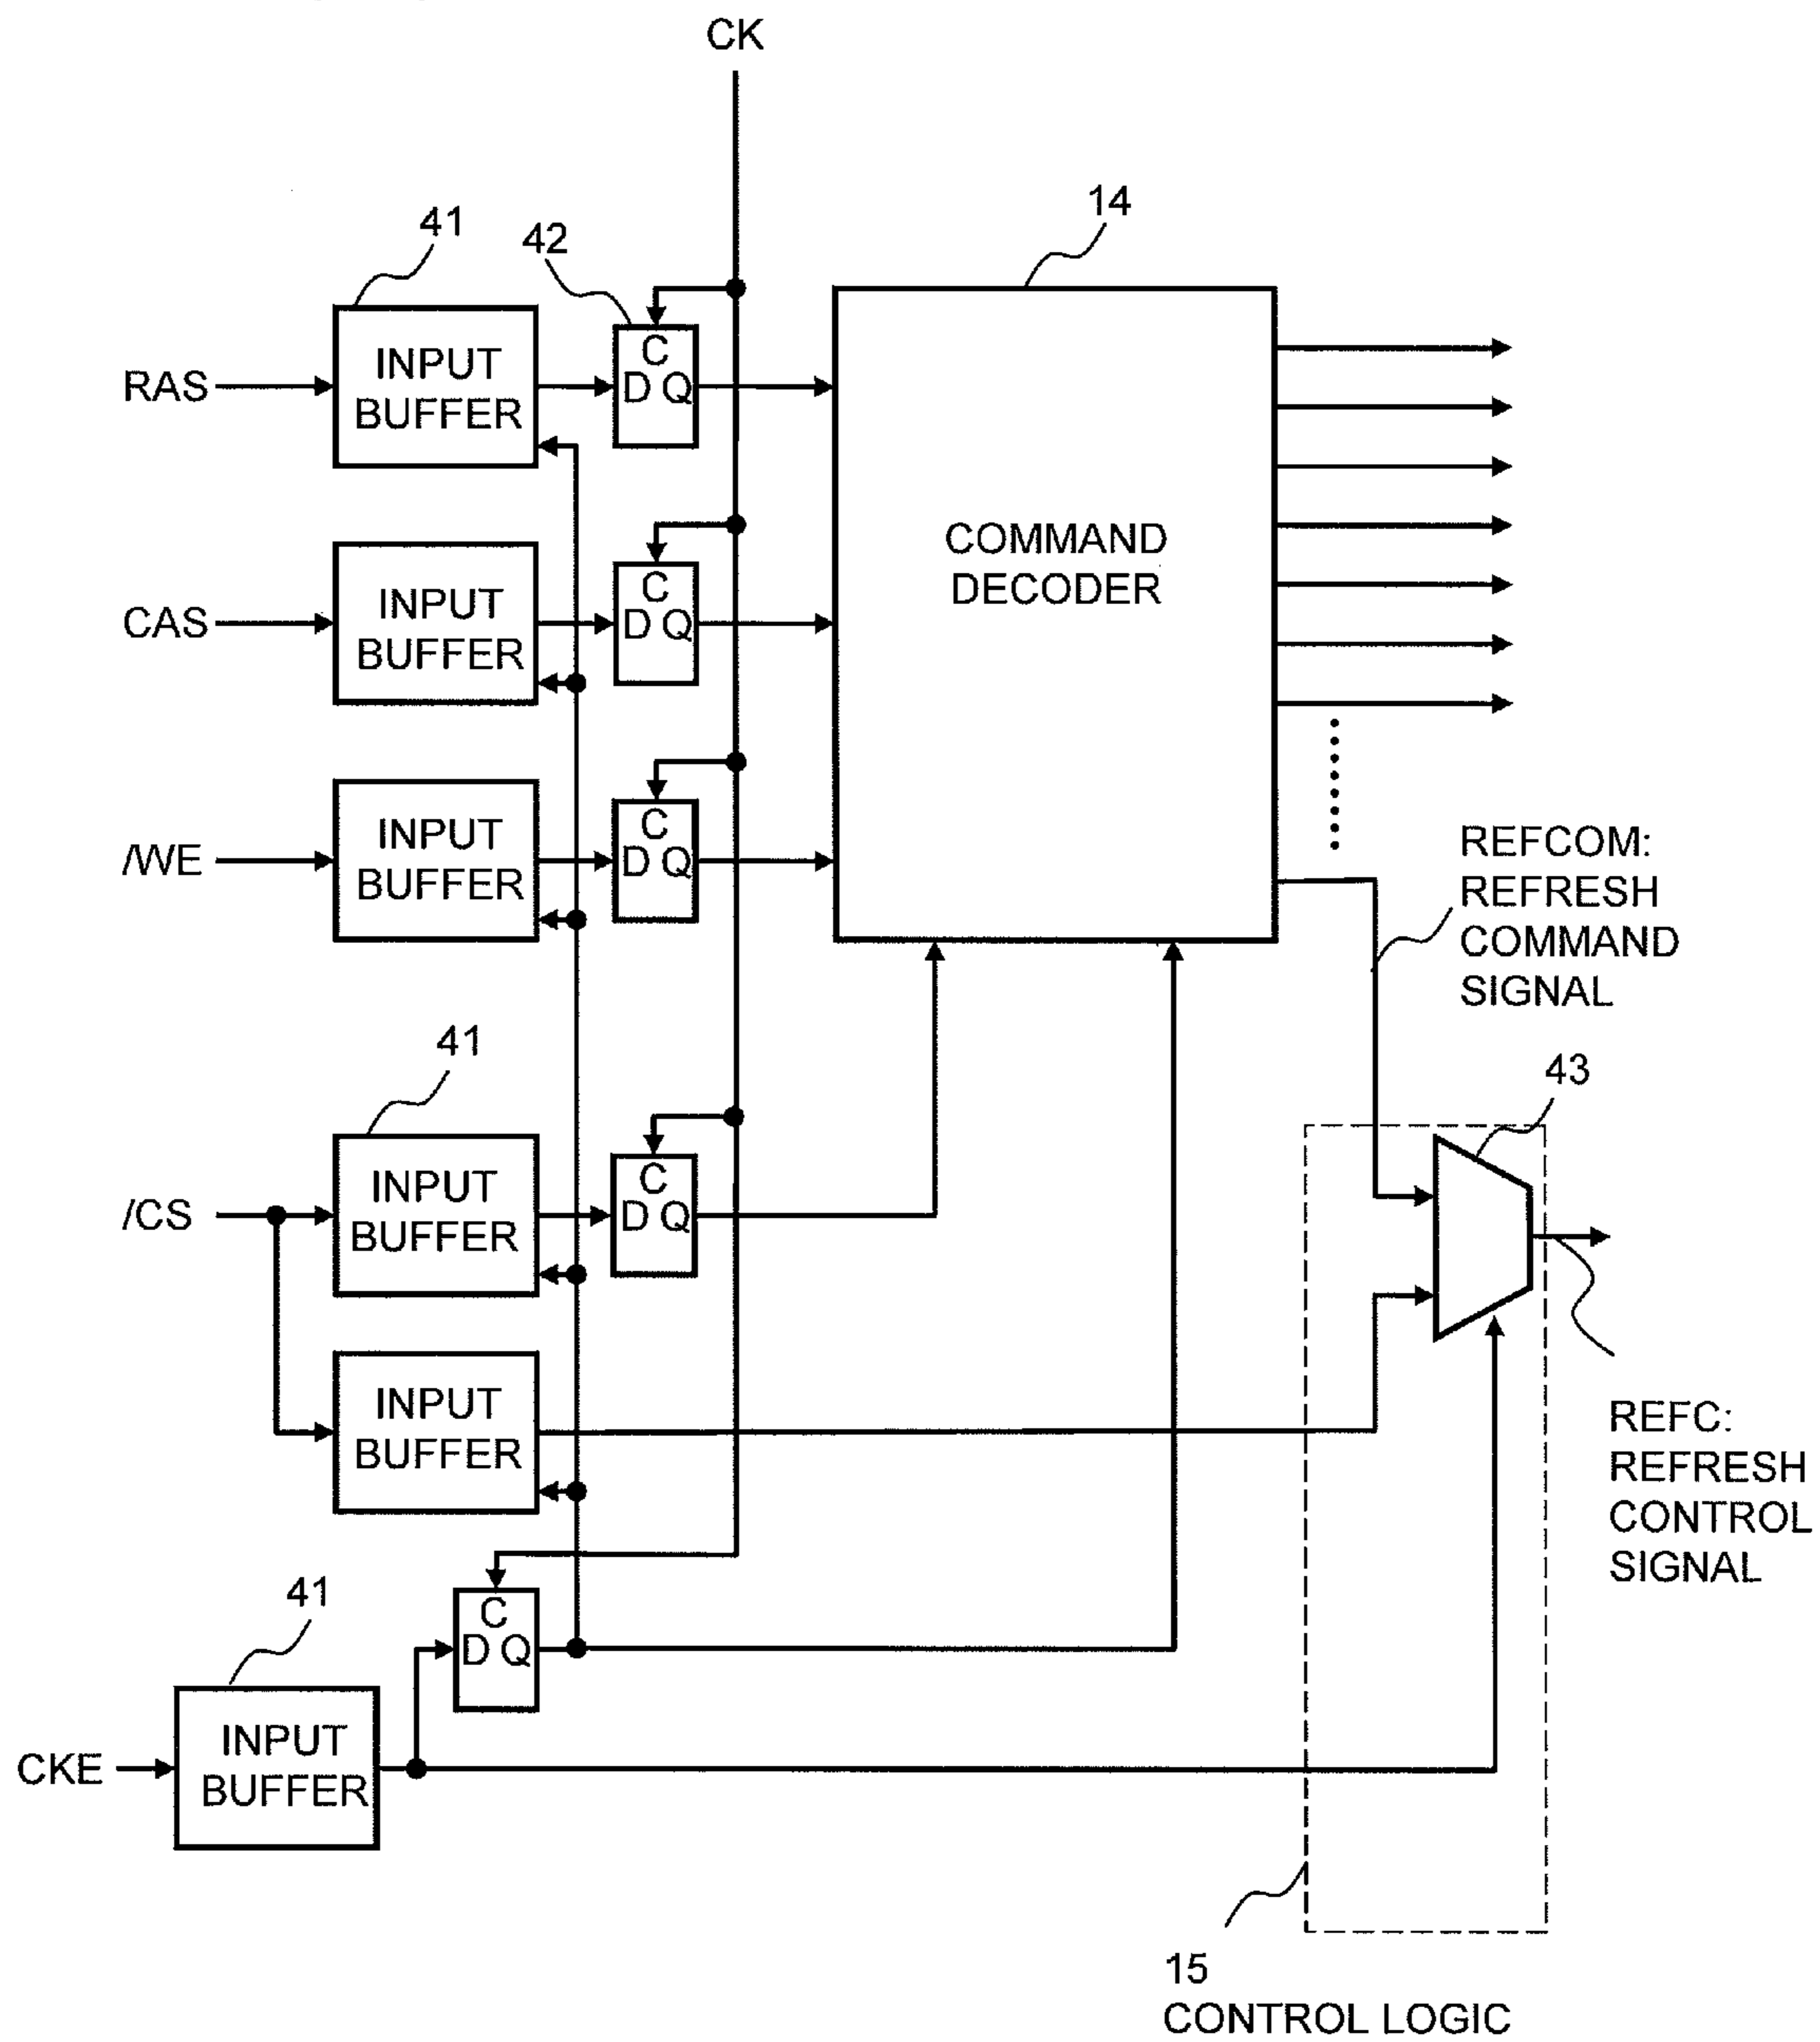 CK
14
41
42
C
RAS
INPUT
BUFFER
D Q
C
COMMAND
DECODER
CAS
INPUT
BUFFER
D Q
C
/WE
INPUT
BUFFER
D Q
REFCOM:
REFRESH
COMMAND
SIGNAL
41
43
C
/CS
INPUT
BUFFER
D Q
INPUT
BUFFER
REFC:
REFRESH
CONTROL
SIGNAL
41
C
D Q
CKE
INPUT
BUFFER
15
CONTROL LOGIC